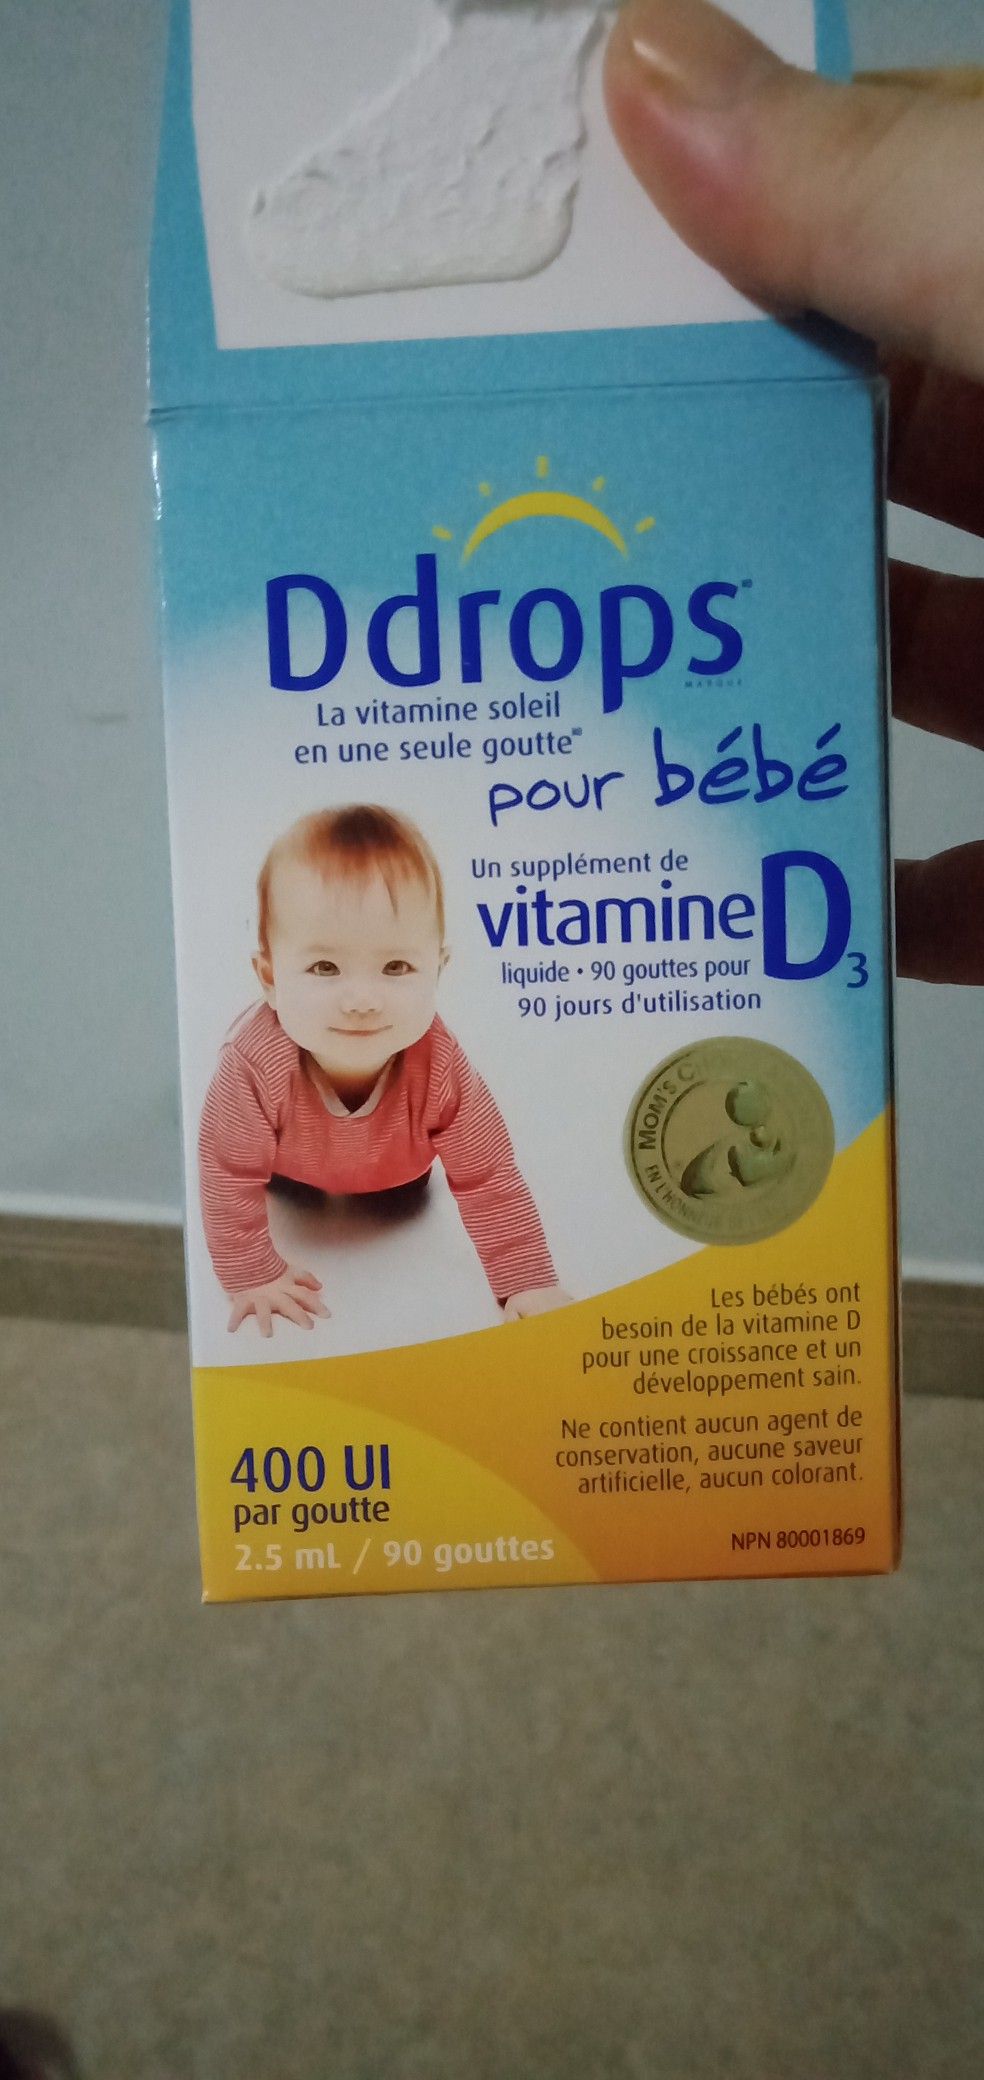 Ddrops
MARQUE
La vitamine soleil
en une seule goutte
pour bébé
Un supplément de
vitamine D3
liquide • 90 gouttes pour
90 jours d'utilisation
MOM'S
EN L'HONNEUR
Les bébés ont
besoin de la vitamine D
pour une croissance et un
développement sain.
Ne contient aucun agent de
conservation, aucune saveur
artificielle, aucun colorant.
400 UI
par goutte
2.5 mL / 90 gouttes
NPN 80001869